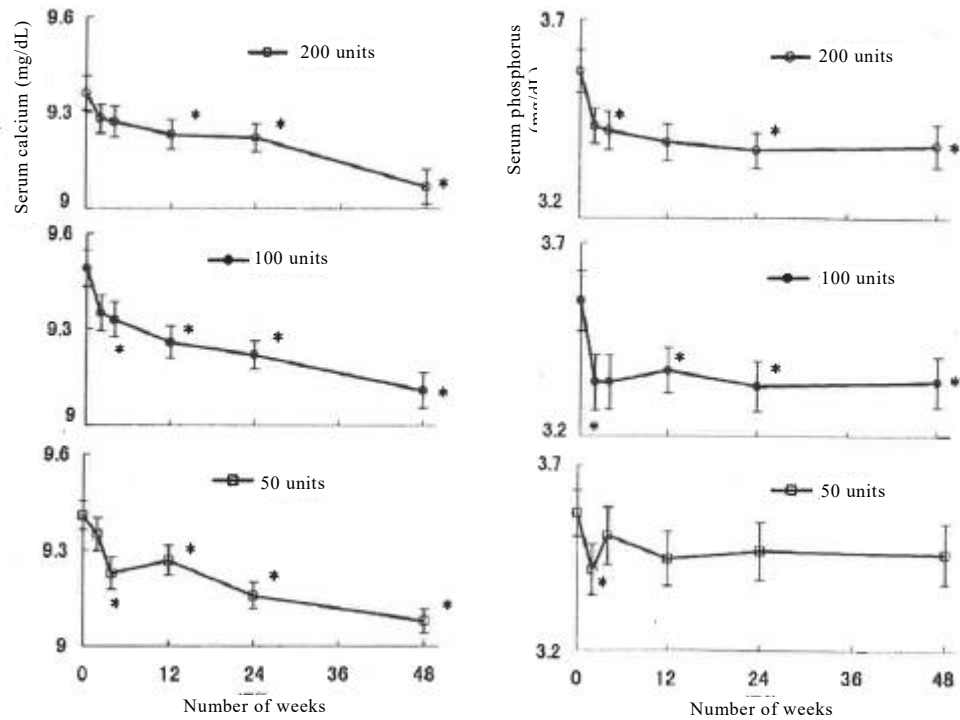 Serum calcium (mg/dL)
9.6
9.3
9
200 units
*
*
*
9.6
9.3
9
100 units
*
*
*
*
9.6
9.3
9
50 units
*
*
*
*
0 12 24 36 48
Number of weeks
Serum phosphorus
(mg/dL)
3.7
3.2
200 units
*
*
*
3.7
3.2
100 units
*
*
*
*
3.7
3.2
50 units
*
0 12 24 36 48
Number of weeks